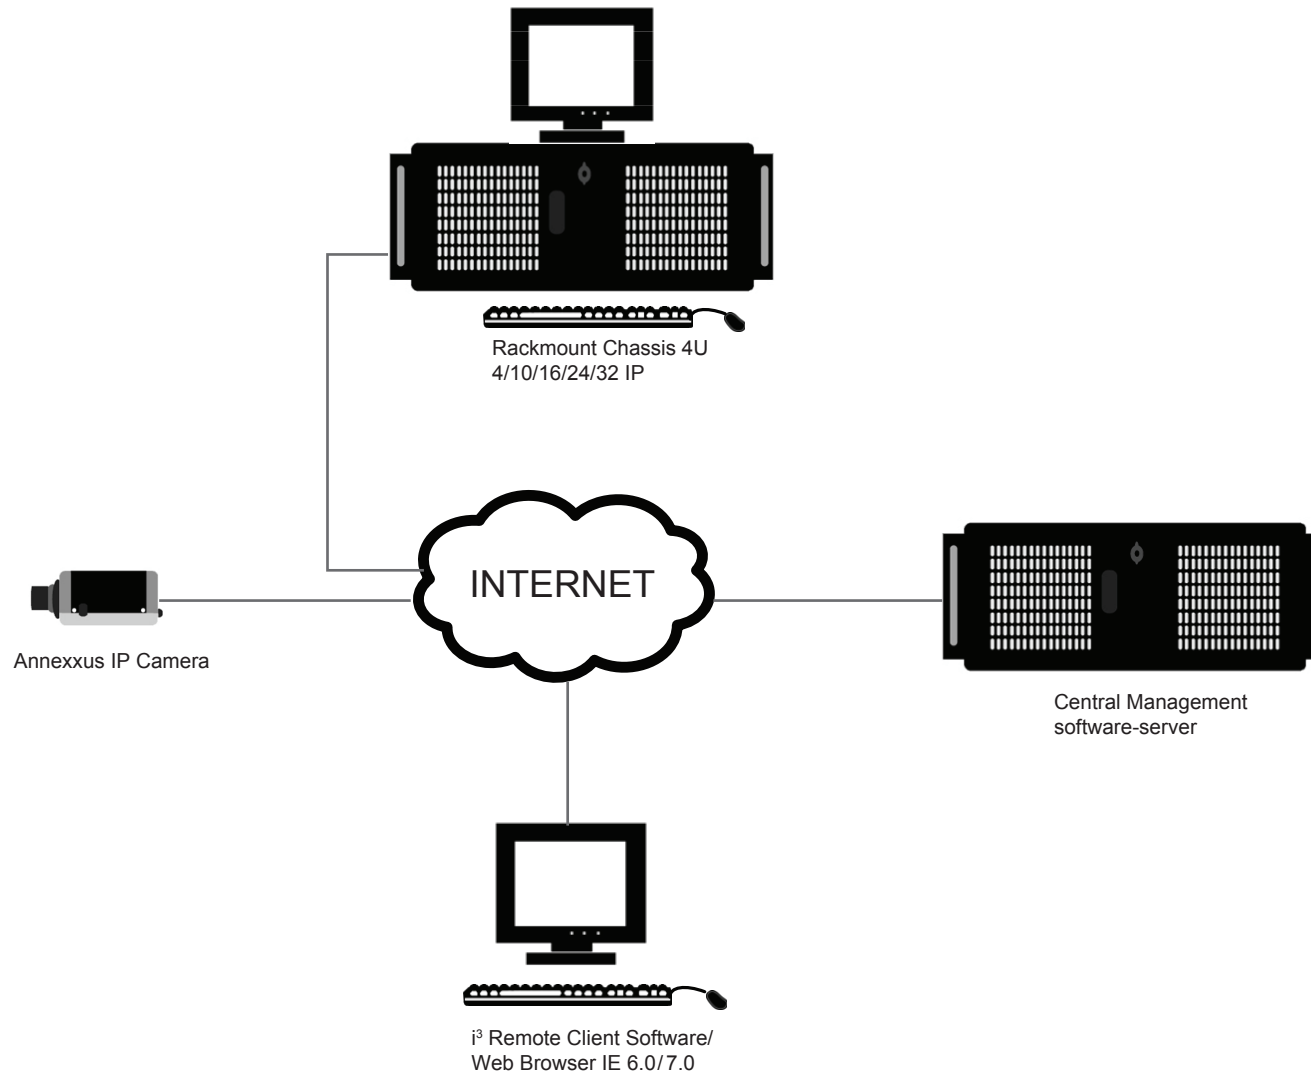 Rackmount Chassis 4U
4/10/16/24/32 IP
INTERNET
Annexxus IP Camera
Central Management
software-server
i³ Remote Client Software/
Web Browser IE 6.0/7.0